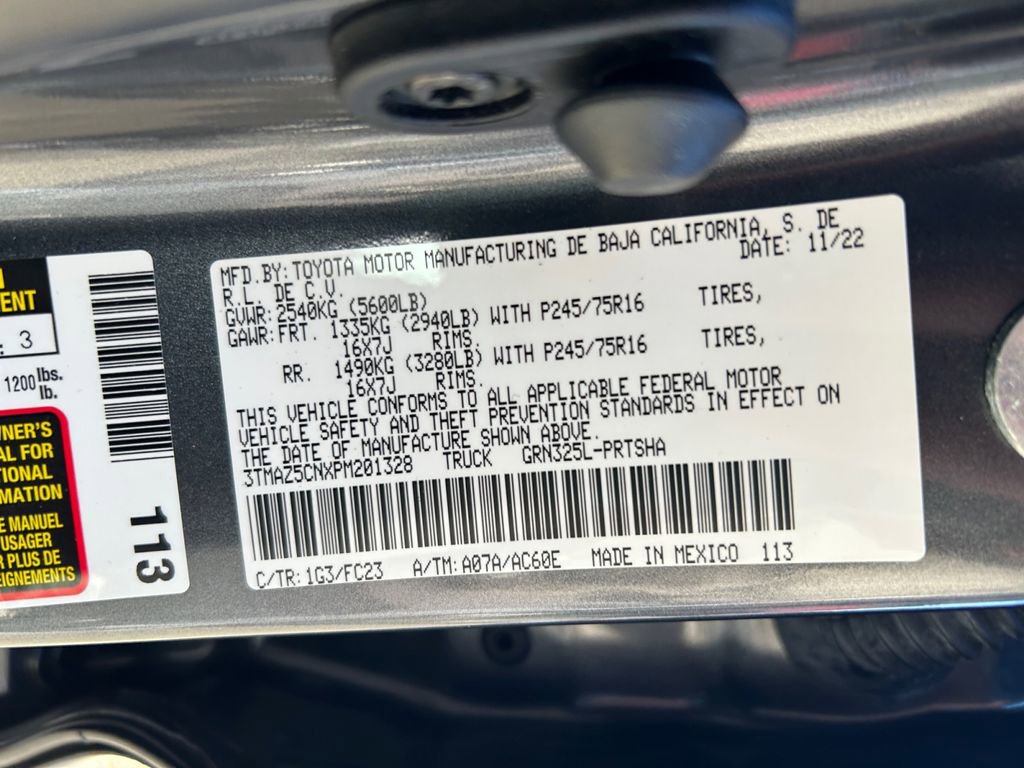 MFD.BY: TOYOTA MOTOR MANUFACTURING DE BAJA CALIFORNIA, S. DE
R.L. DE C.V. DATE: 11/22
GVWR: 2540KG (5600LB)
GAWR: FRT. 1335KG (2940LB) WITH P245/75R16 TIRES,
16X7J RIMS.
RR. 1490KG (3280LB) WITH P245/75R16 TIRES,
16X7J RIMS.
THIS VEHICLE CONFORMS TO ALL APPLICABLE FEDERAL MOTOR
VEHICLE SAFETY AND THEFT PREVENTION STANDARDS IN EFFECT ON
THE DATE OF MANUFACTURE SHOWN ABOVE.
3TMAZ5CNXPM201328 TRUCK GRN325L-PRTSHA
C/TR: 1G3/FC23 A/TM: A07A/AC60E MADE IN MEXICO 113
ENT
: 3
1200 lbs.
lb.
NER'S
AL FOR
TIONAL
MATION
E MANUEL
'USAGER
R PLUS DE
EIGNEMENTS
113